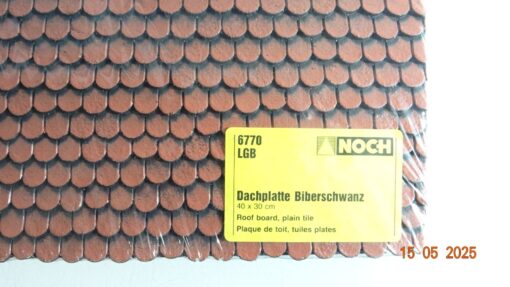 6770
LGB
NOCH
Dachplatte Biberschwanz
40 x 30 cm
Roof board, plain tile
Plaque de toit, tuiles plates
15-05 2025